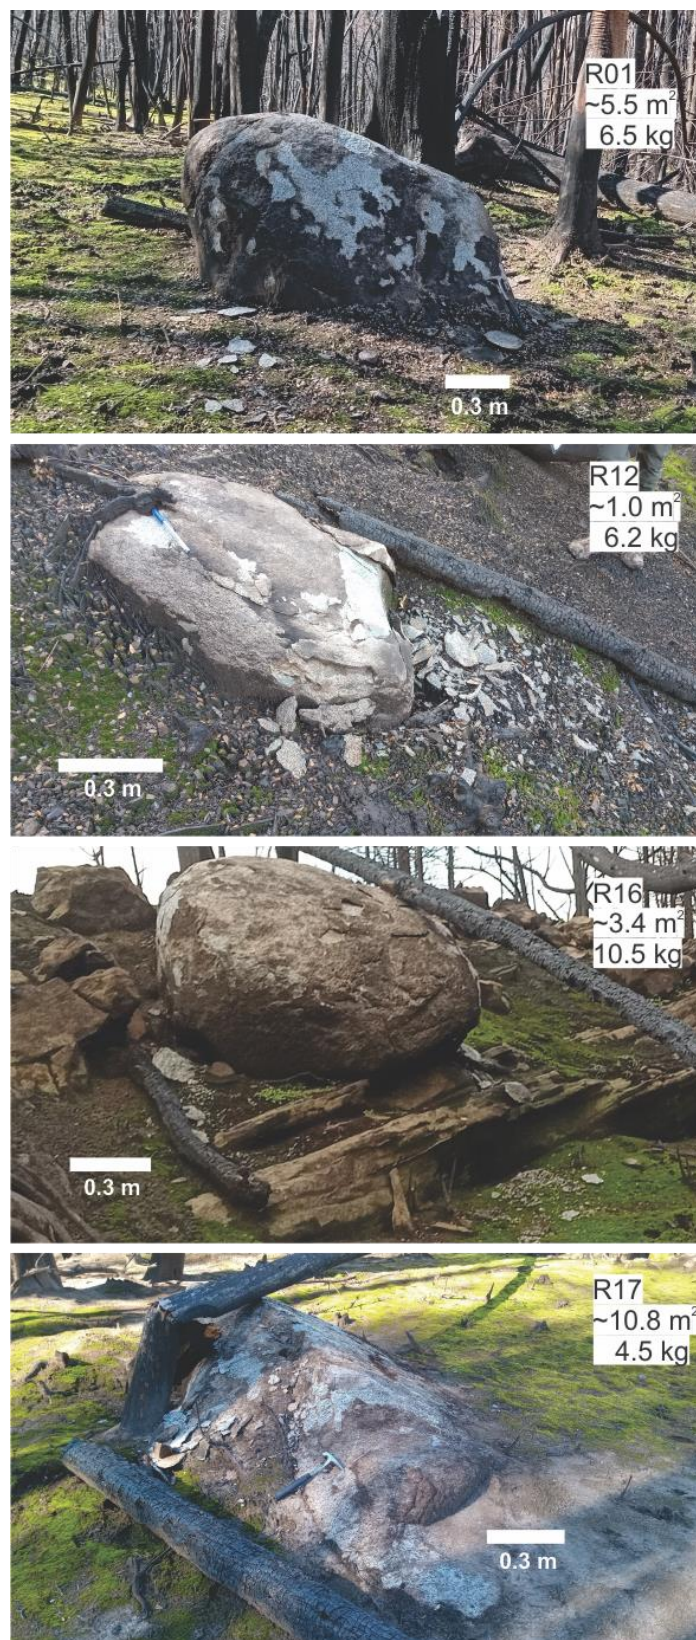 R01
~5.5 m²
6.5 kg
0.3 m
R12
~1.0 m²
6.2 kg
0.3 m
R16
~3.4 m²
10.5 kg
0.3 m
R17
~10.8 m²
4.5 kg
0.3 m